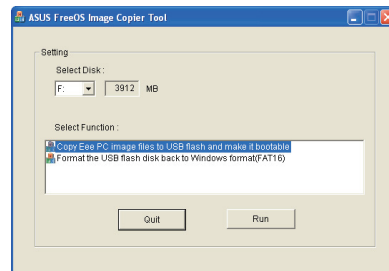 ASUS FreeOS Image Copier Tool
Setting
Select Disk :
F: 3912 MB
Select Function :
Copy Eee PC image files to USB flash and make it bootable
Format the USB flash disk back to Windows format(FAT16)
Quit Run